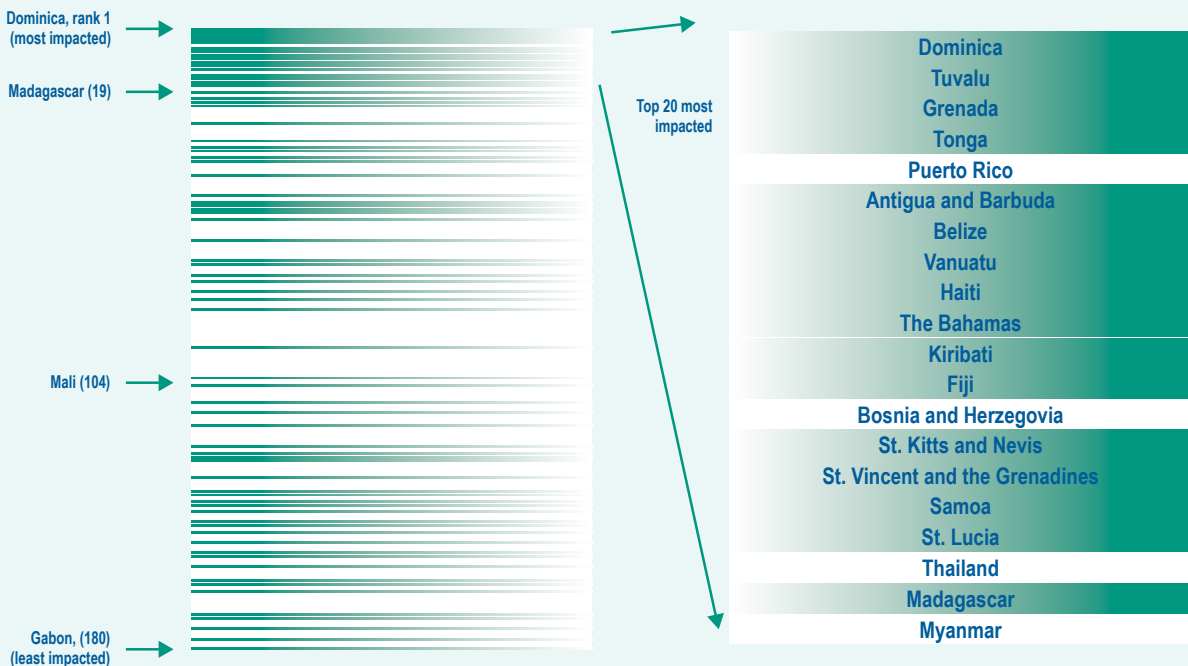 Dominica, rank 1
(most impacted)
Madagascar (19)
Mali (104)
Gabon, (180)
(least impacted)
Top 20 most
impacted
Dominica
Tuvalu
Grenada
Tonga
Puerto Rico
Antigua and Barbuda
Belize
Vanuatu
Haiti
The Bahamas
Kiribati
Fiji
Bosnia and Herzegovia
St. Kitts and Nevis
St. Vincent and the Grenadines
Samoa
St. Lucia
Thailand
Madagascar
Myanmar